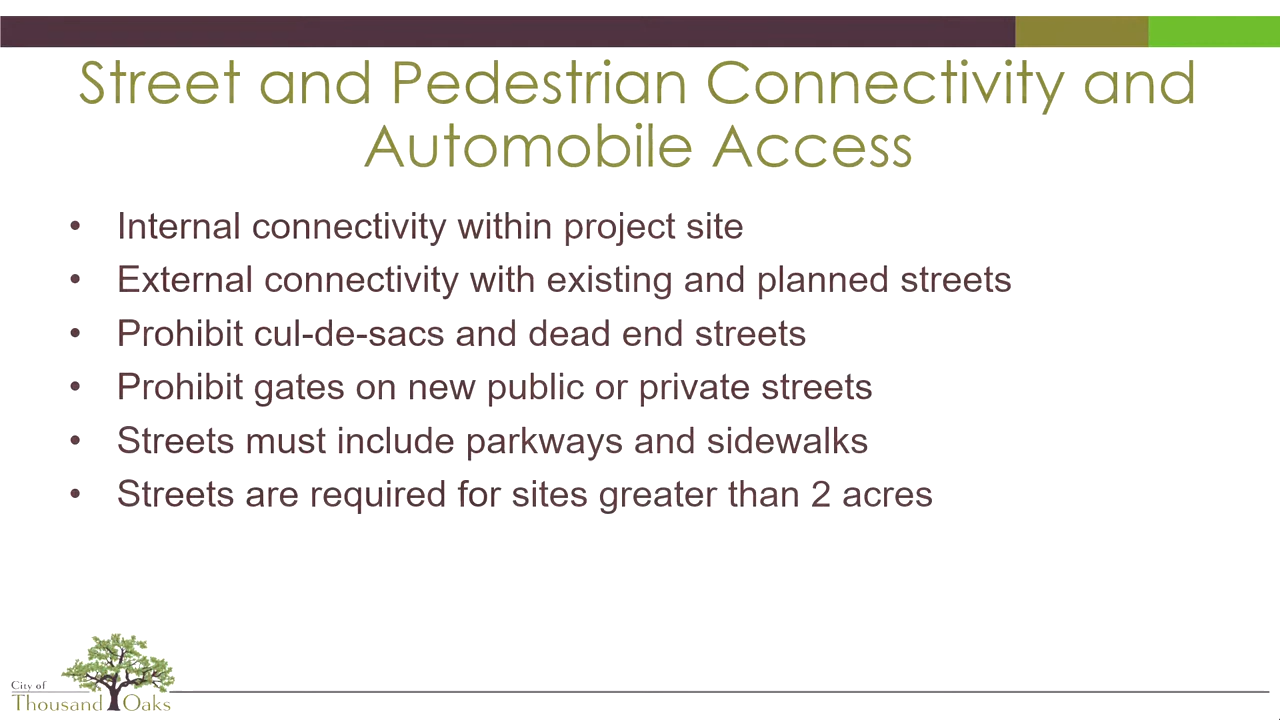 Street and Pedestrian Connectivity and
Automobile Access
• Internal connectivity within project site
• External connectivity with existing and planned streets
• Prohibit cul-de-sacs and dead end streets
• Prohibit gates on new public or private streets
• Streets must include parkways and sidewalks
• Streets are required for sites greater than 2 acres
City of
Thousand Oaks